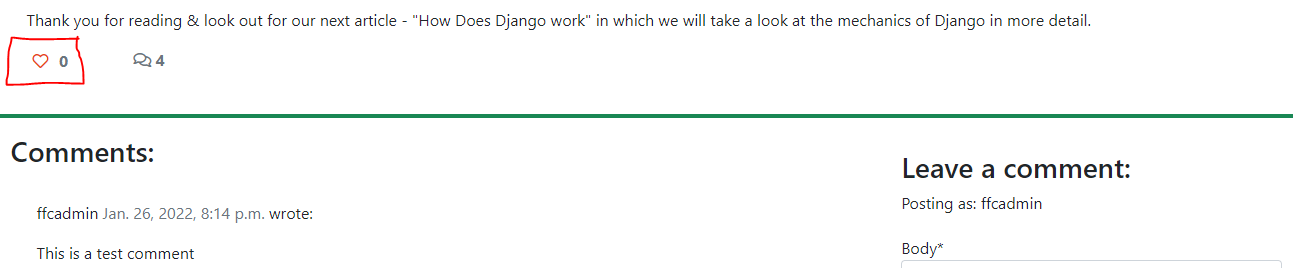 Thank you for reading & look out for our next article - "How Does Django work" in which we will take a look at the mechanics of Django in more detail.
0 4
Comments:
ffcadmin Jan. 26, 2022, 8:14 p.m. wrote:
This is a test comment
Leave a comment:
Posting as: ffcadmin
Body*